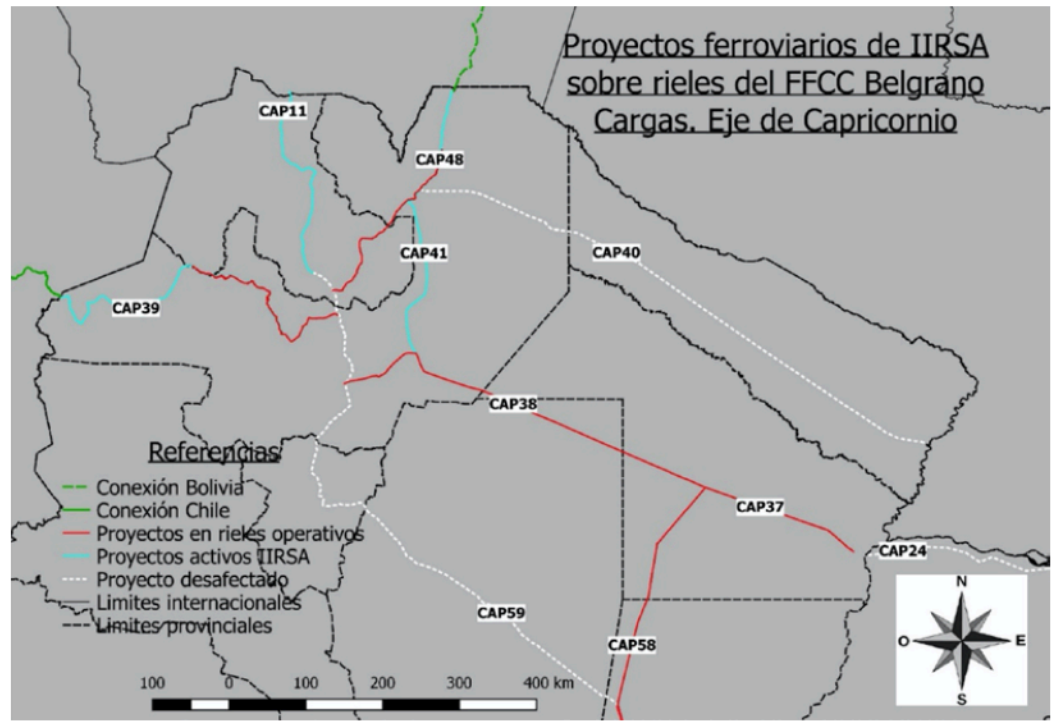 Proyectos ferroviarios de IIRSA
sobre rieles del FFCC Belgrano
Cargas. Eje de Capricornio
CAP11
CAP48
CAP41
CAP40
CAP39
CAP38
CAP37
CAP24
CAP59
CAP58
Referencias
Conexión Bolivia
Conexión Chile
Proyectos en rieles operativos
Proyectos activos IIRSA
Proyecto desafectado
Limites internacionales
Limites provinciales
100 0 100 200 300 400 km
N
O E
S